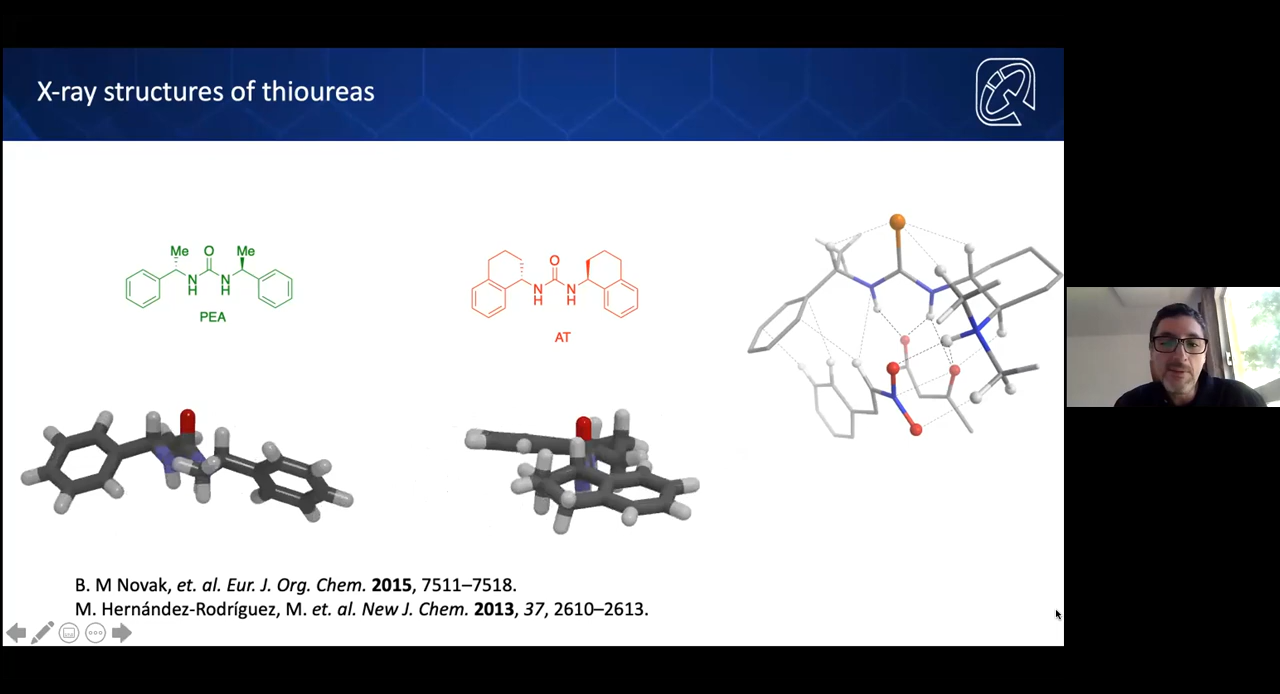 X-ray structures of thioureas
Me O Me
N N
H H
PEA
O
N N
H H
AT
B. M Novak, et. al. Eur. J. Org. Chem. 2015, 7511–7518.
M. Hernández-Rodríguez, M. et. al. New J. Chem. 2013, 37, 2610–2613.